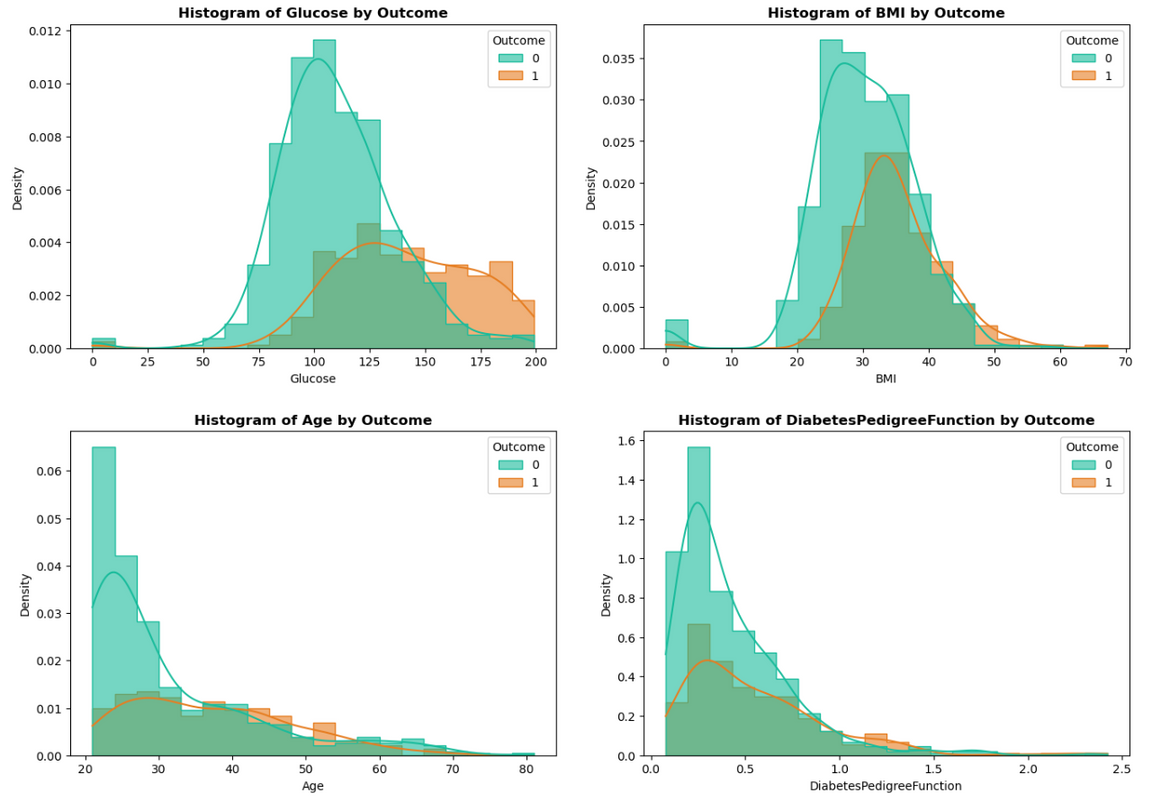 Histogram of Glucose by Outcome
0.012
0.010
0.008
0.006
0.004
0.002
0.000
Density
0 25 50 75 100 125 150 175 200
Glucose
Outcome
0
1
Histogram of BMI by Outcome
0.035
0.030
0.025
0.020
0.015
0.010
0.005
0.000
Density
0 10 20 30 40 50 60 70
BMI
Outcome
0
1
Histogram of Age by Outcome
0.06
0.05
0.04
0.03
0.02
0.01
0.00
Density
20 30 40 50 60 70 80
Age
Outcome
0
1
Histogram of DiabetesPedigreeFunction by Outcome
1.6
1.4
1.2
1.0
0.8
0.6
0.4
0.2
0.0
Density
0.0 0.5 1.0 1.5 2.0 2.5
DiabetesPedigreeFunction
Outcome
0
1